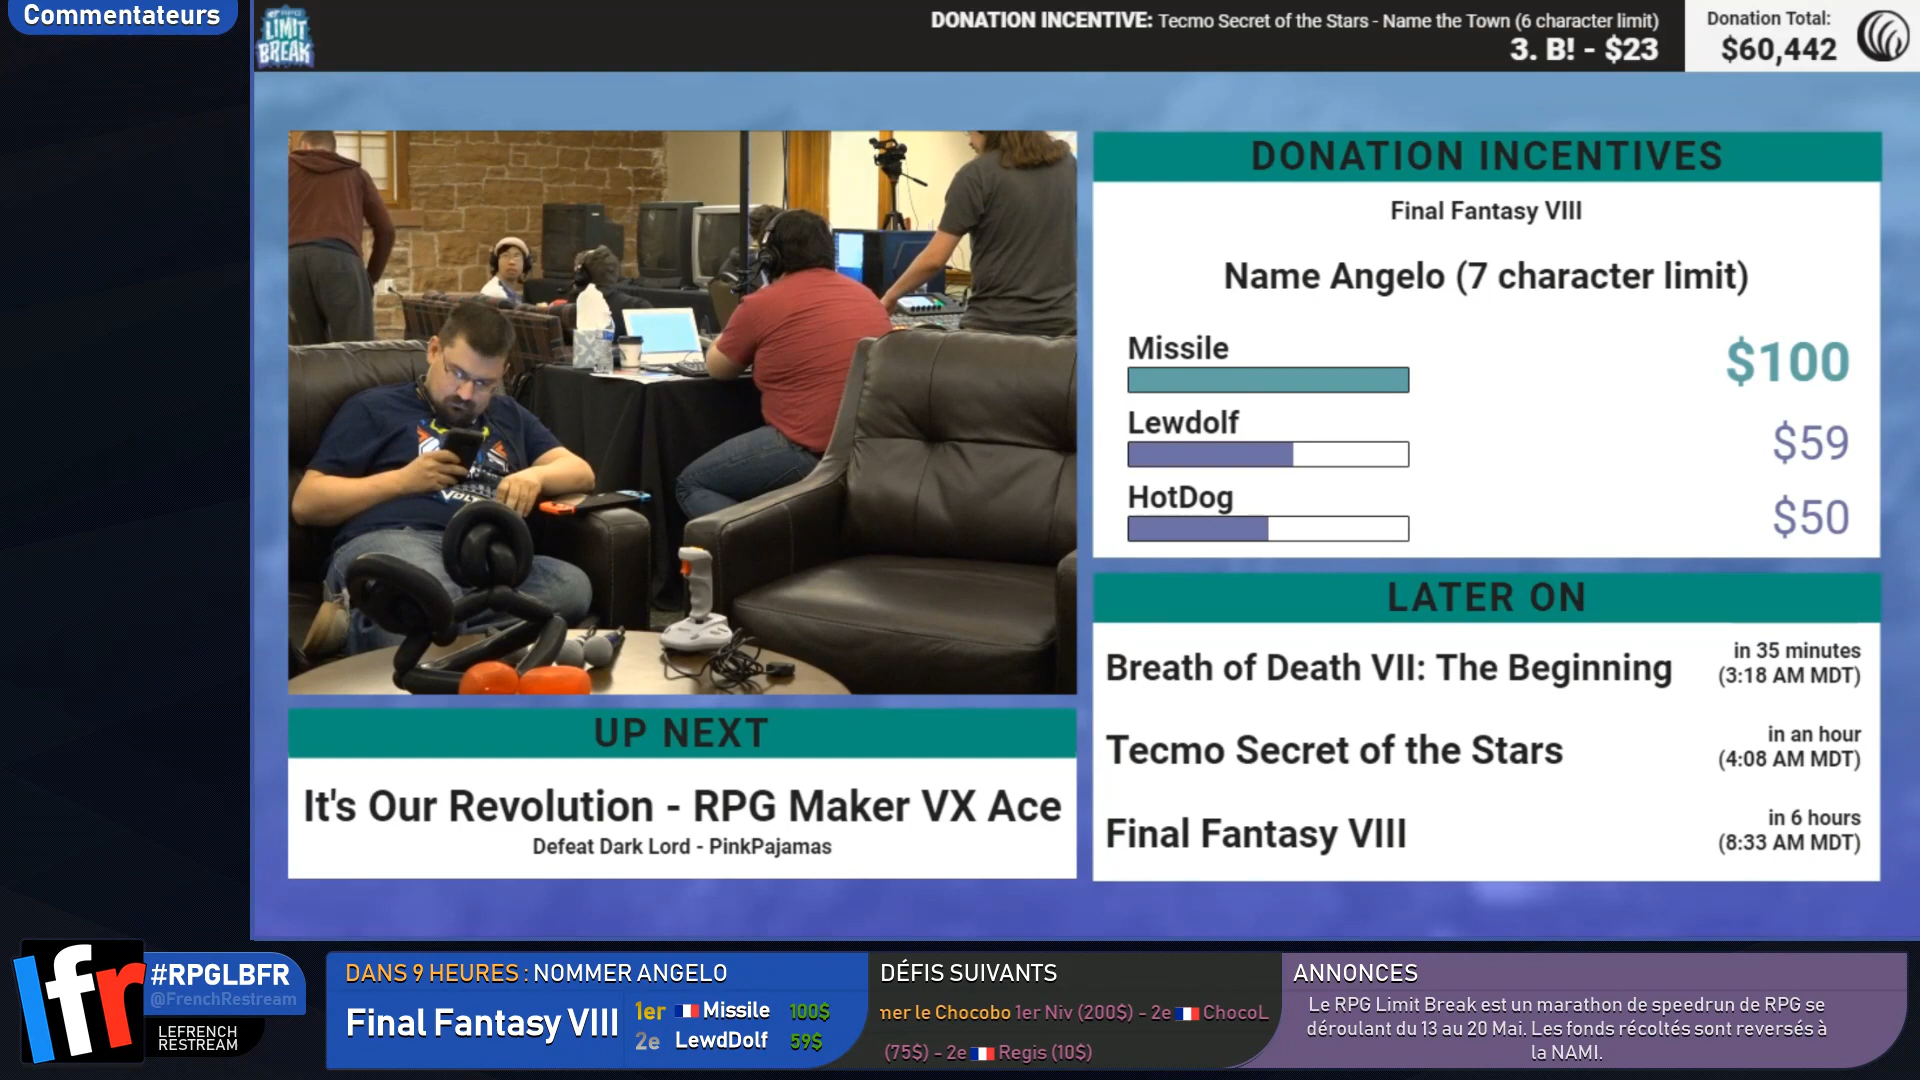 Commentateurs
LIMIT
BREAK
DONATION INCENTIVE: Tecmo Secret of the Stars - Name the Town (6 character limit)
3. B! - $23
Donation Total:
$60,442
DONATION INCENTIVES
Final Fantasy VIII
Name Angelo (7 character limit)
Missile
$100
Lewdolf
$59
HotDog
$50
LATER ON
Breath of Death VII: The Beginning
in 35 minutes
(3:18 AM MDT)
Tecmo Secret of the Stars
in an hour
(4:08 AM MDT)
Final Fantasy VIII
in 6 hours
(8:33 AM MDT)
UP NEXT
It's Our Revolution - RPG Maker VX Ace
Defeat Dark Lord - PinkPajamas
lfr
#RPGLBFR
@FrenchRestream
LEFRENCH
RESTREAM
DANS 9 HEURES : NOMMER ANGELO
Final Fantasy VIII
1er Missile 100$
2e LewdDolf 59$
DÉFIS SUIVANTS
mer le Chocobo 1er Niv (200$) - 2e ChocoL
(75$) - 2e Regis (10$)
ANNONCES
Le RPG Limit Break est un marathon de speedrun de RPG se
déroulant du 13 au 20 Mai. Les fonds récoltés sont reversés à
la NAMI.